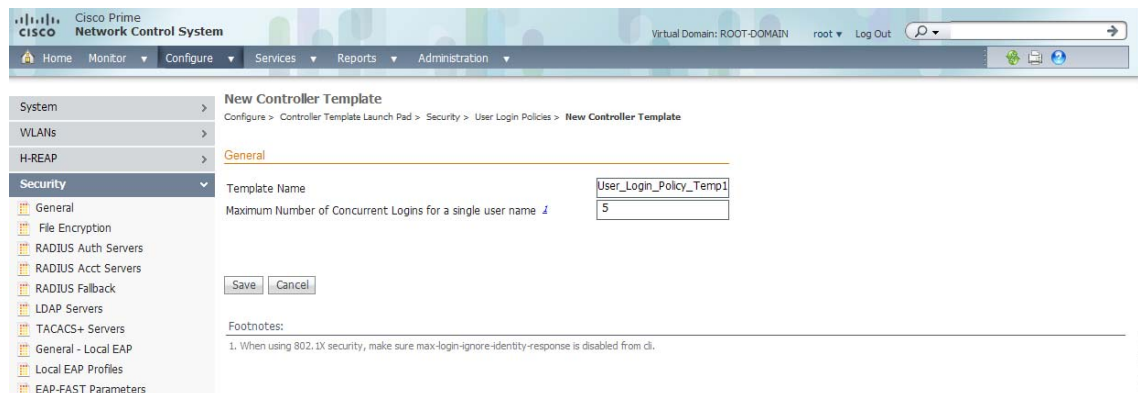 Cisco Prime
CISCO Network Control System
Virtual Domain: ROOT-DOMAIN root Log Out
Home Monitor Configure Services Reports Administration
System
WLANs
H-REAP
Security
General
File Encryption
RADIUS Auth Servers
RADIUS Acct Servers
RADIUS Fallback
LDAP Servers
TACACS+ Servers
General - Local EAP
Local EAP Profiles
EAP-FAST Parameters
New Controller Template
Configure > Controller Template Launch Pad > Security > User Login Policies > New Controller Template
General
Template Name User_Login_Policy_Temp1
Maximum Number of Concurrent Logins for a single user name 1 5
Save Cancel
Footnotes:
1. When using 802.1X security, make sure max-login-ignore-identity-response is disabled from cli.